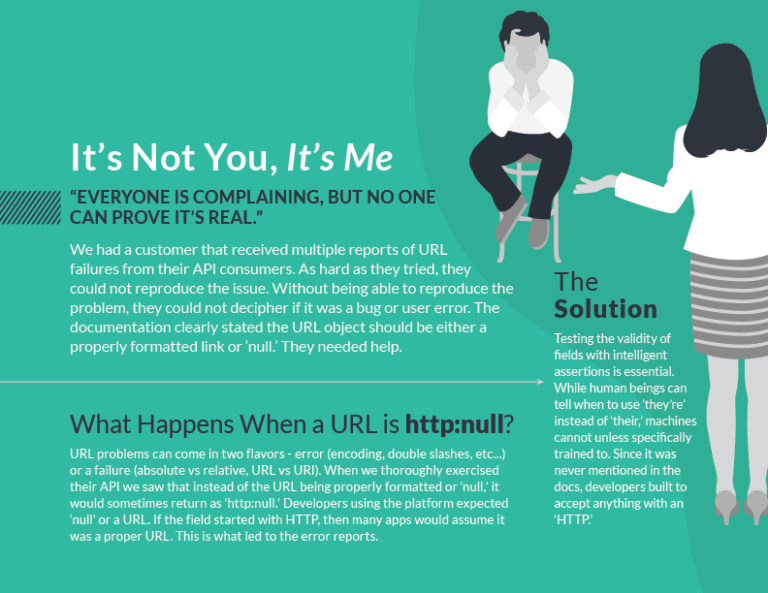 It's Not You, It's Me
“EVERYONE IS COMPLAINING, BUT NO ONE
CAN PROVE IT'S REAL.”
We had a customer that received multiple reports of URL
failures from their API consumers. As hard as they tried, they
could not reproduce the issue. Without being able to reproduce the
problem, they could not decipher if it was a bug or user error. The
documentation clearly stated the URL object should be either a
properly formatted link or ‘null.’ They needed help.
What Happens When a URL is http:null?
URL problems can come in two flavors - error (encoding, double slashes, etc...)
or a failure (absolute vs relative, URL vs URI). When we thoroughly exercised
their API we saw that instead of the URL being properly formatted or ‘null,’ it
would sometimes return as ‘http:null.’ Developers using the platform expected
‘null’ or a URL. If the field started with HTTP, then many apps would assume it
was a proper URL. This is what led to the error reports.
The
Solution
Testing the validity of
fields with intelligent
assertions is essential.
While human beings can
tell when to use ‘they’re’
instead of ‘their,’ machines
cannot unless specifically
trained to. Since it was
never mentioned in the
docs, developers built to
accept anything with an
‘HTTP.’